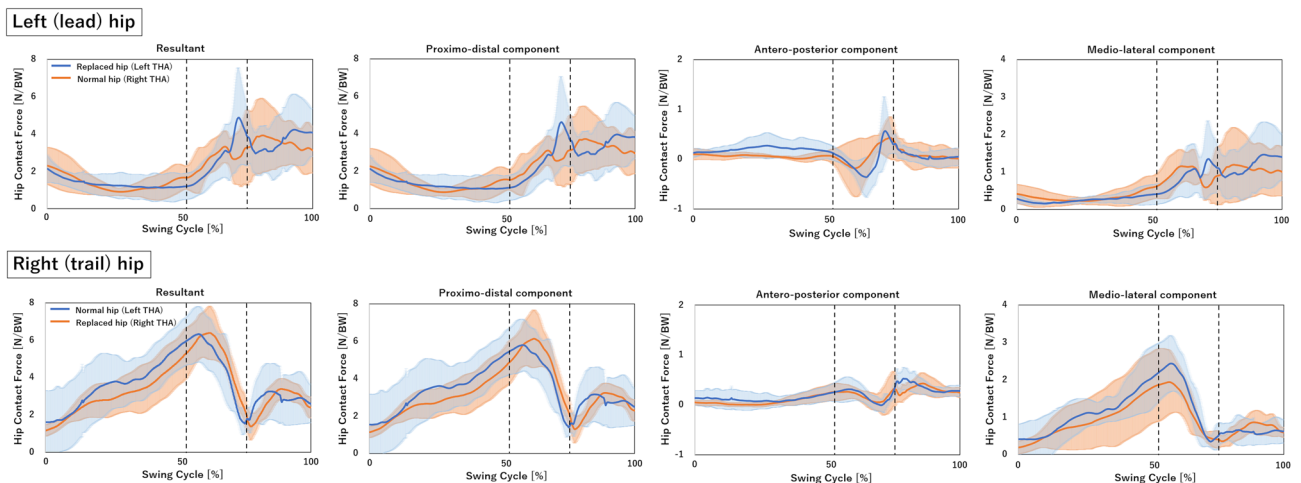 Left (lead) hip
Resultant
Hip Contact Force [N/BW]
8
6
4
2
0
Replaced hip (Left THA)
Normal hip (Right THA)
0
50
100
Swing Cycle [%]
Proximo-distal component
Hip Contact Force [N/BW]
8
6
4
2
0
0
50
100
Swing Cycle [%]
Antero-posterior component
Hip Contact Force [N/BW]
2
1
0
-1
0
50
100
Swing Cycle [%]
Medio-lateral component
Hip Contact Force [N/BW]
4
3
2
1
0
0
50
100
Swing Cycle [%]
Right (trail) hip
Resultant
Hip Contact Force [N/BW]
8
6
4
2
0
Normal hip (Left THA)
Replaced hip (Right THA)
0
50
100
Swing Cycle [%]
Proximo-distal component
Hip Contact Force [N/BW]
8
6
4
2
0
0
50
100
Swing Cycle [%]
Antero-posterior component
Hip Contact Force [N/BW]
2
1
0
-1
0
50
100
Swing Cycle [%]
Medio-lateral component
Hip Contact Force [N/BW]
4
3
2
1
0
0
50
100
Swing Cycle [%]